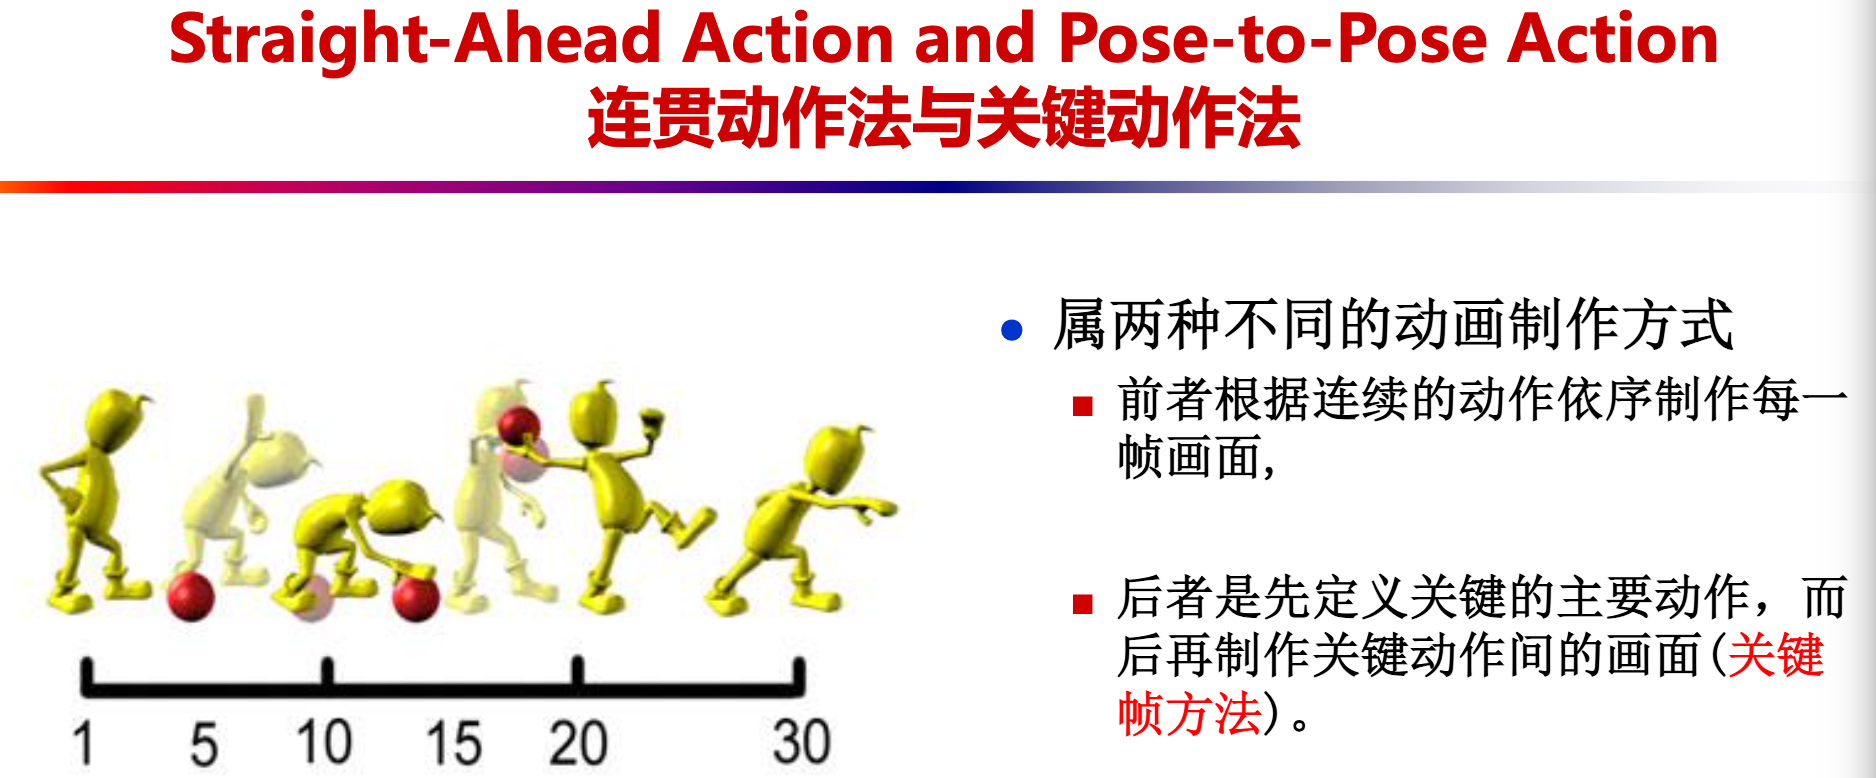 Straight-Ahead Action and Pose-to-Pose Action
连贯动作法与关键动作法
属两种不同的动画制作方式
前者根据连续的动作依序制作每一
帧画面,
后者是先定义关键的主要动作，而
后再制作关键动作间的画面(关键
帧方法)。
1 5 10 15 20 30